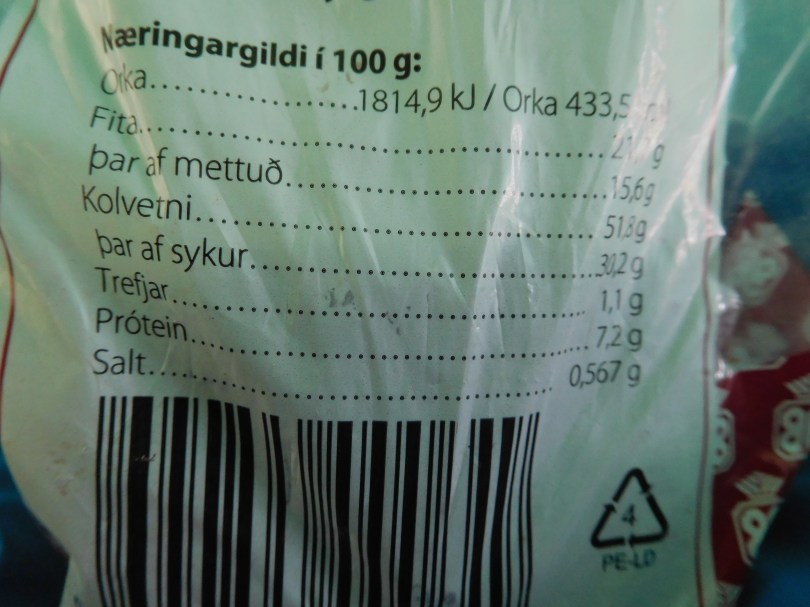 Næringargildi í 100 g:
Orka...................1814,9 kJ / Orka 433,5
Fita........................................ g
þar af mettuð........................15,6g
Kolvetni.................................... 51,8g
þar af sykur..............................30,2g
Trefjar...................................... 1,1 g
Prótein..................................... 7,2 g
Salt........................................ 0,567 g
4
PE-LD